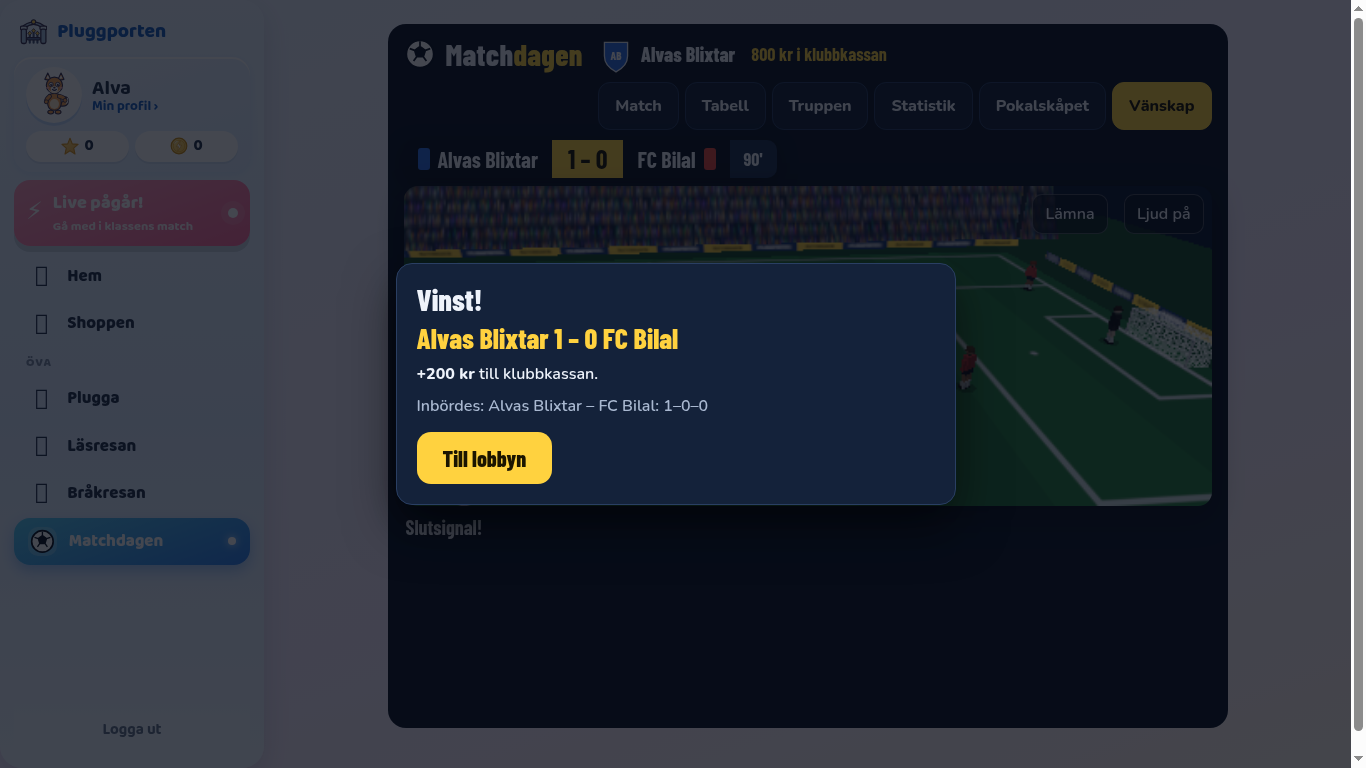 Pluggporten
Alva
Min profil ›
0
0
Live pågår!
Gå med i klassens match
Hem
Shoppen
ÖVA
Plugga
Läsresan
Bråkresan
Matchdagen
Logga ut
Matchdagen
AB
Alvas Blixtar
800 kr i klubbkassan
Match
Tabell
Truppen
Statistik
Pokalskåpet
Vänskap
Alvas Blixtar
1 – 0
FC Bilal
90'
Lämna
Ljud på
Vinst!
Alvas Blixtar 1 – 0 FC Bilal
+200 kr till klubbkassan.
Inbördes: Alvas Blixtar – FC Bilal: 1–0–0
Till lobbyn
Slutsignal!